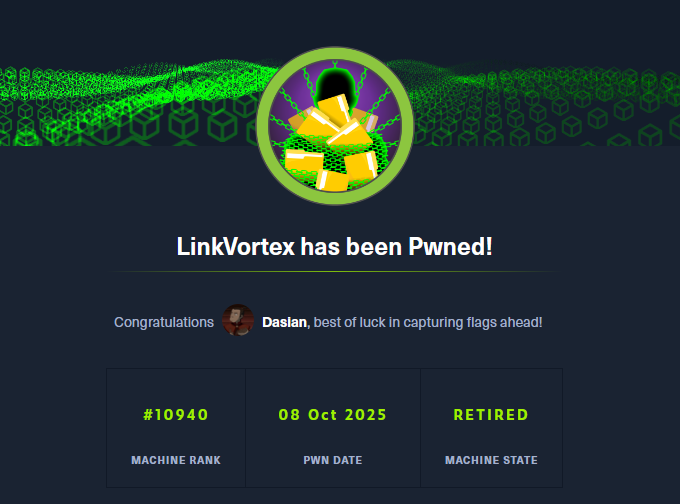 LinkVortex has been Pwned!
Congratulations Dasian, best of luck in capturing flags ahead!
#10940 08 Oct 2025 RETIRED
MACHINE RANK PWN DATE MACHINE STATE